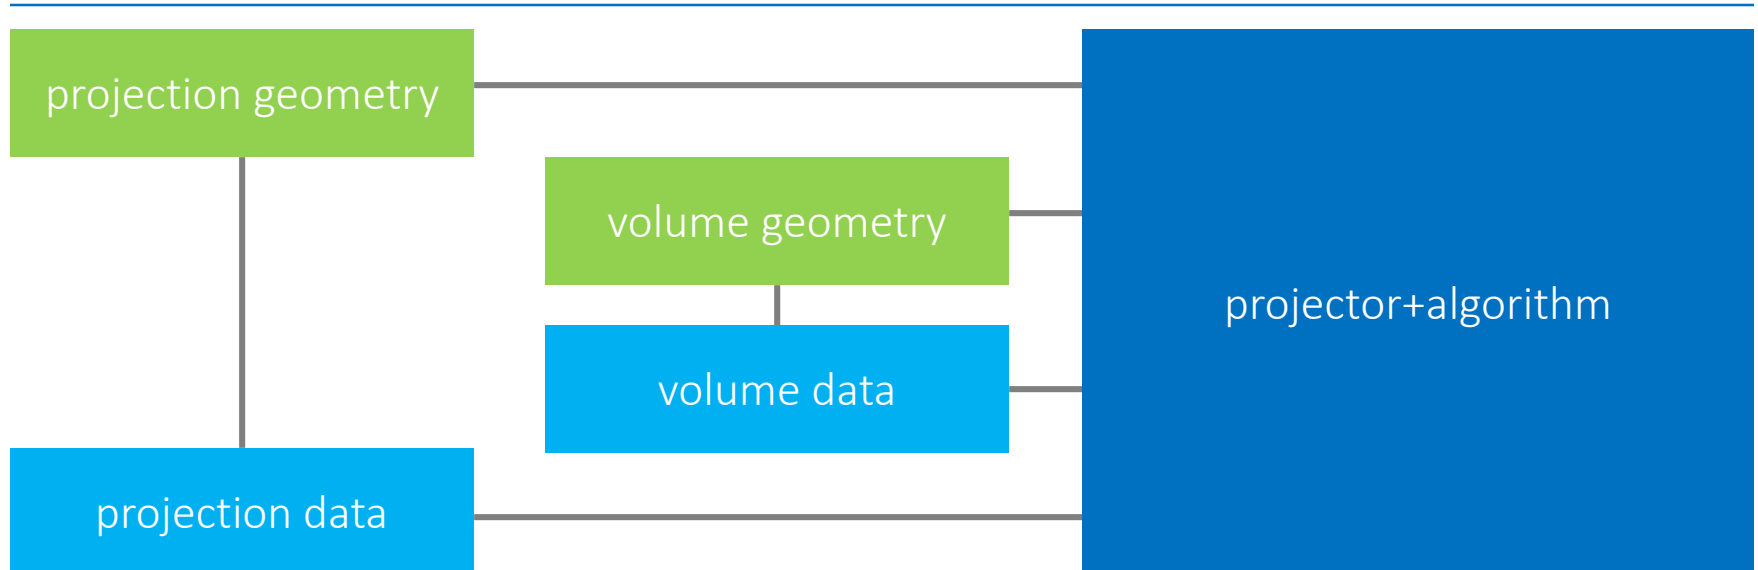 projection geometry
volume geometry
projector+algorithm
volume data
projection data